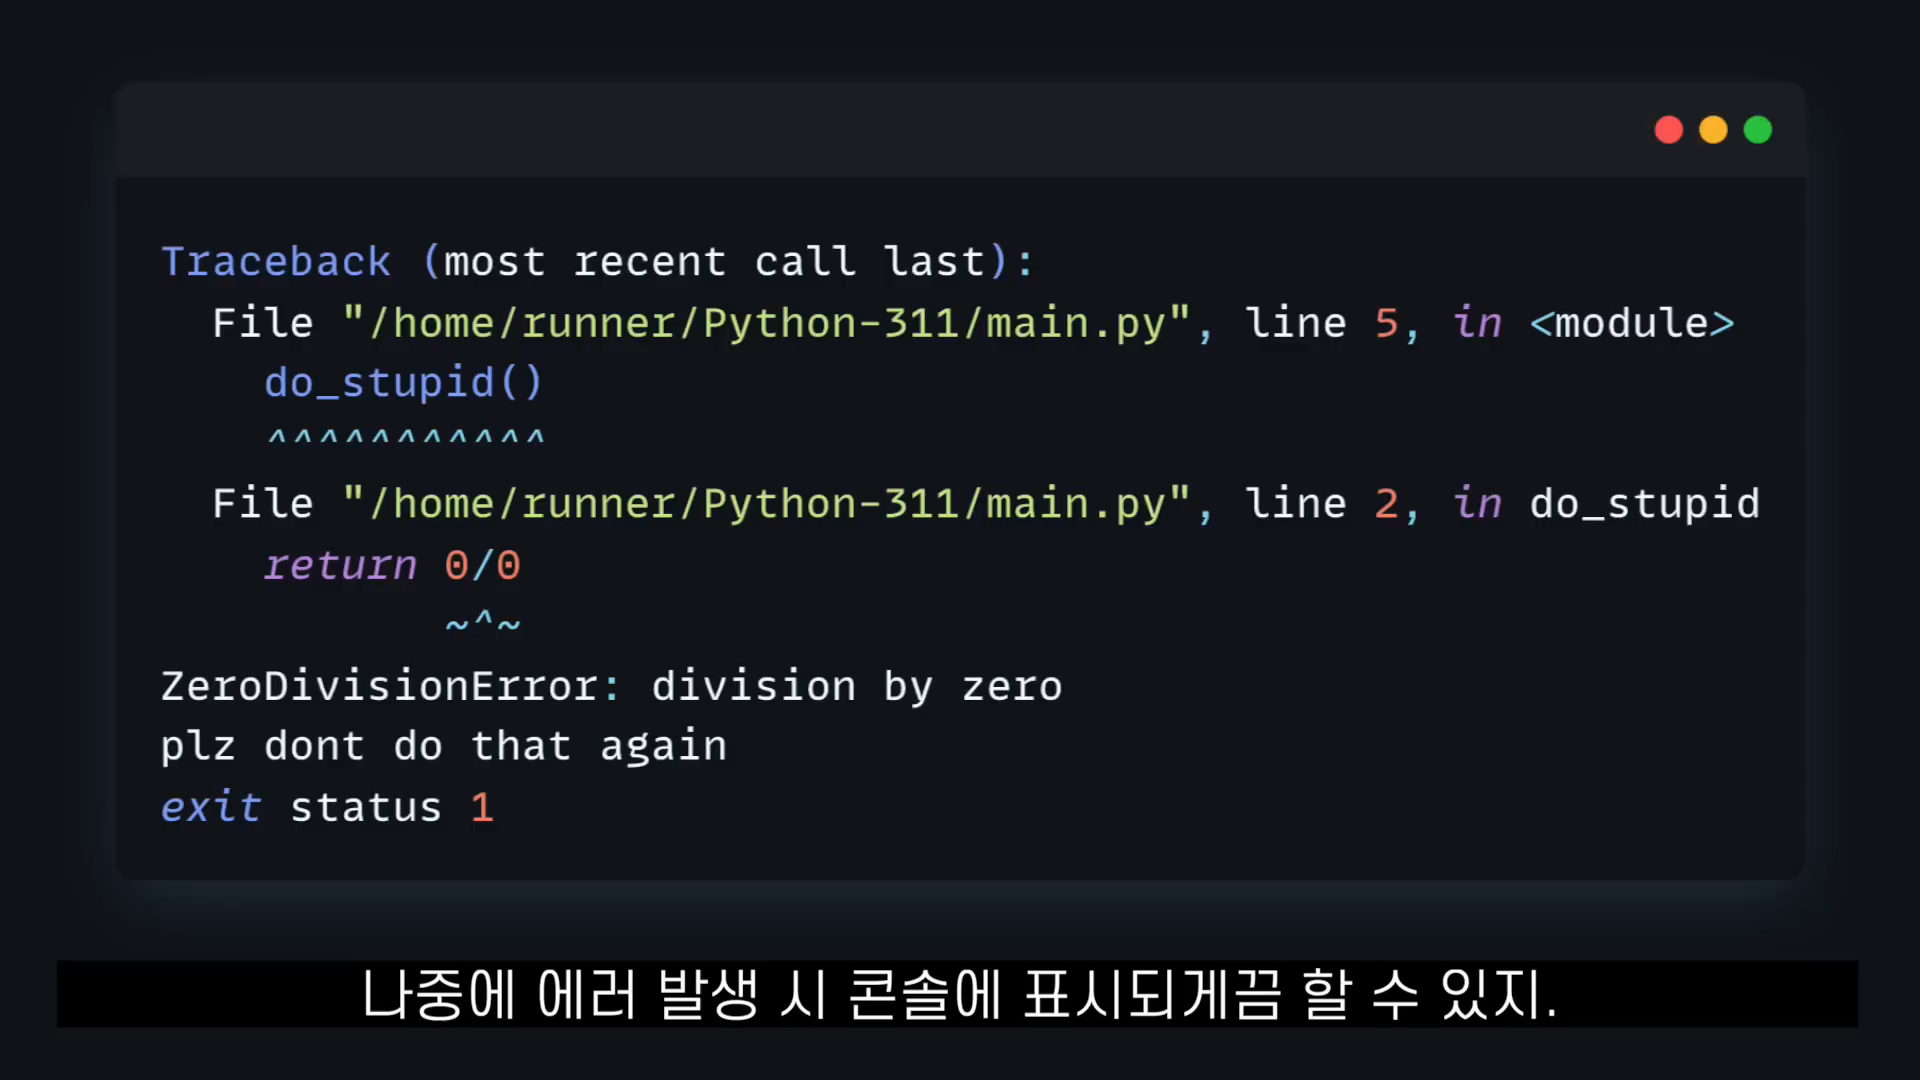 Traceback (most recent call last):
File "/home/runner/Python-311/main.py", line 5, in <module>
do_stupid()
^^^^^^^^^^^
File "/home/runner/Python-311/main.py", line 2, in do_stupid
return 0/0
~^~
ZeroDivisionError: division by zero
plz dont do that again
exit status 1
나중에 에러 발생 시 콘솔에 표시되게끔 할 수 있지.